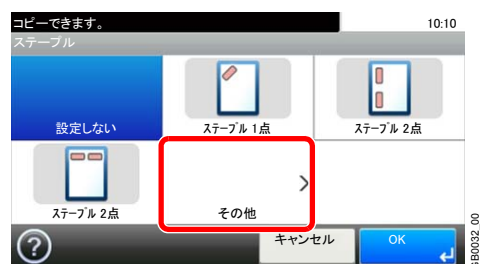 コピーできます。
10:10
ステープル
設定しない
ステープル 1点
ステープル 2点
ステープル 2点
その他
?
キャンセル
OK
GB0032_00